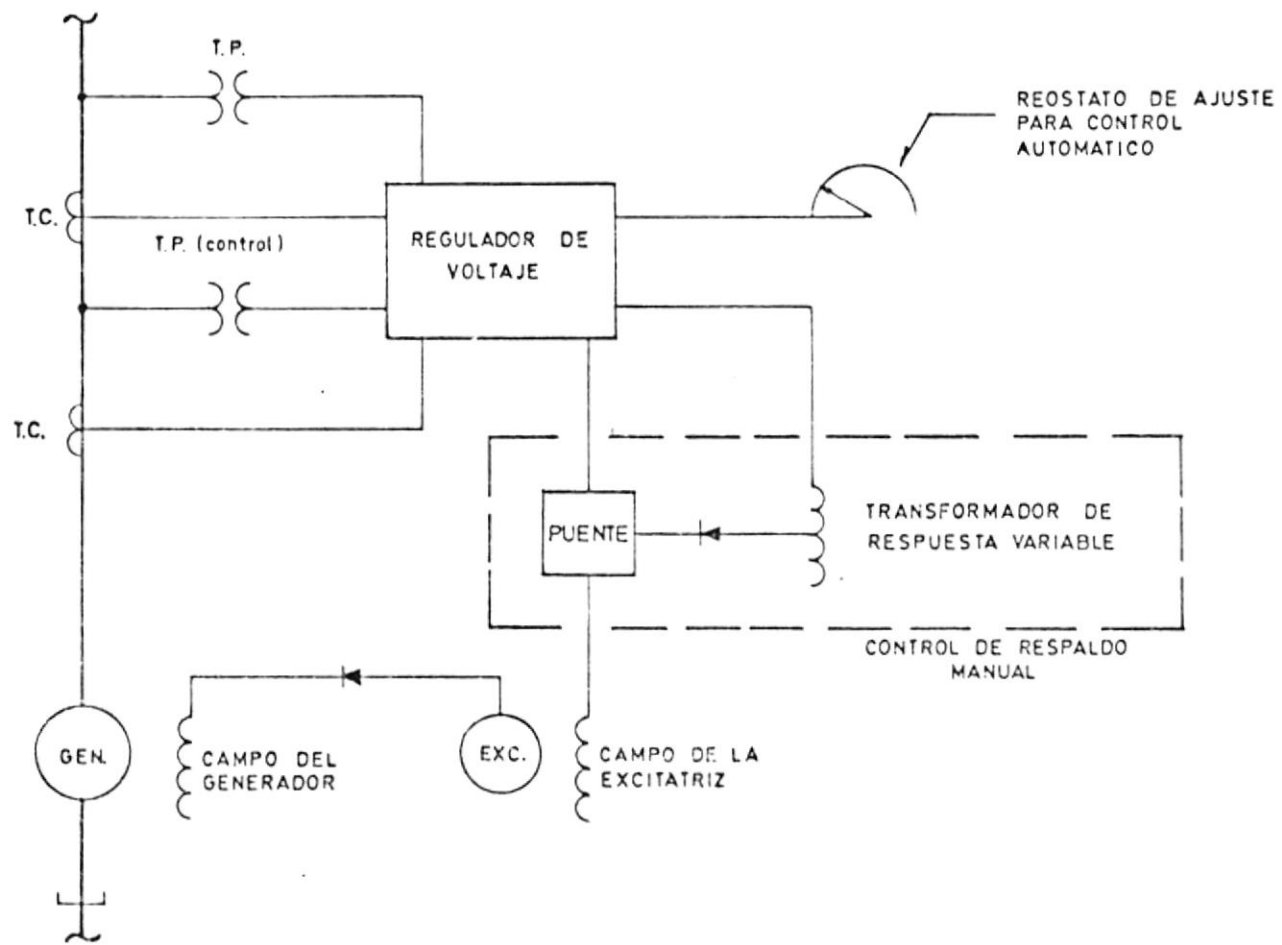 T.P.
REOSTATO DE AJUSTE
PARA CONTROL
AUTOMATICO
T.C.
T.P. (control)
REGULADOR DE
VOLTAJE
T.C.
PUENTE
TRANSFORMADOR DE
RESPUESTA VARIABLE
CONTROL DE RESPALDO
MANUAL
GEN.
CAMPO DEL
GENERADOR
EXC.
CAMPO DE LA
EXCITATRIZ